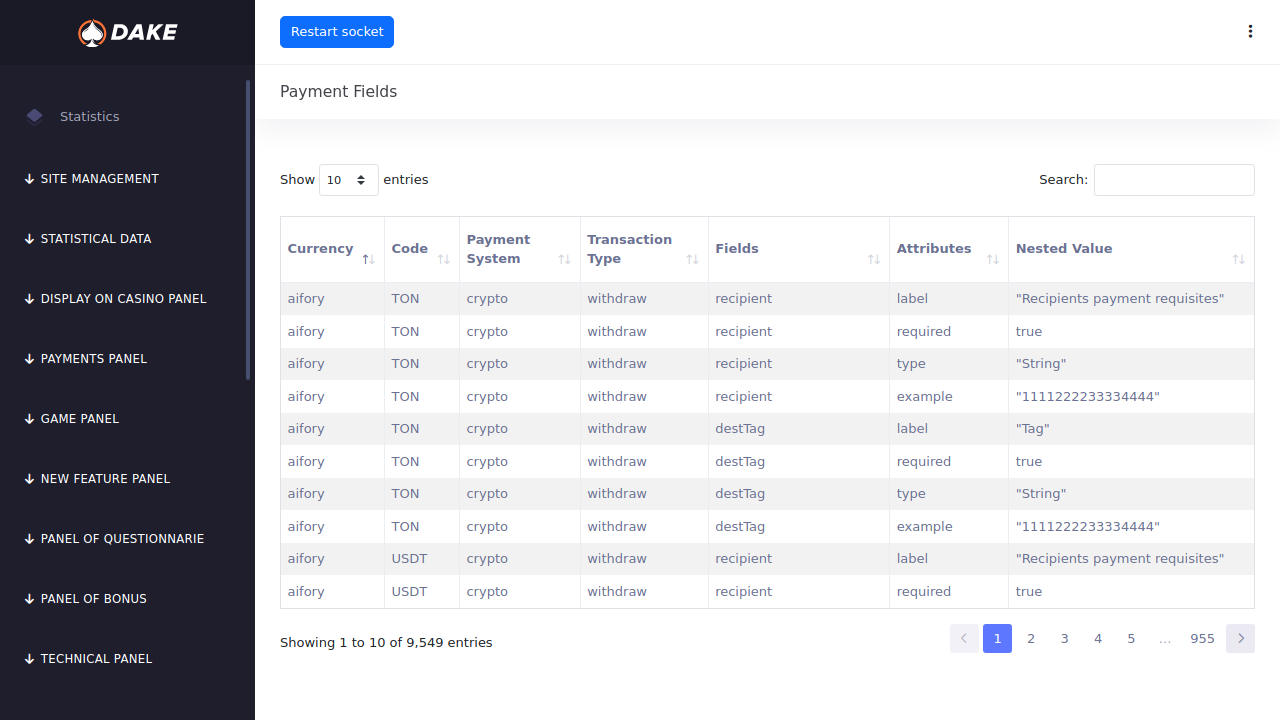 DAKE
Restart socket
Payment Fields
Statistics
SITE MANAGEMENT
STATISTICAL DATA
DISPLAY ON CASINO PANEL
PAYMENTS PANEL
GAME PANEL
NEW FEATURE PANEL
PANEL OF QUESTIONNARIE
PANEL OF BONUS
TECHNICAL PANEL
Show 10 entries
Search:
Currency Code Payment System Transaction Type Fields Attributes Nested Value
aifory TON crypto withdraw recipient label "Recipients payment requisites"
aifory TON crypto withdraw recipient required true
aifory TON crypto withdraw recipient type "String"
aifory TON crypto withdraw recipient example "1111222233334444"
aifory TON crypto withdraw destTag label "Tag"
aifory TON crypto withdraw destTag required true
aifory TON crypto withdraw destTag type "String"
aifory TON crypto withdraw destTag example "1111222233334444"
aifory USDT crypto withdraw recipient label "Recipients payment requisites"
aifory USDT crypto withdraw recipient required true
Showing 1 to 10 of 9,549 entries
1 2 3 4 5 … 955